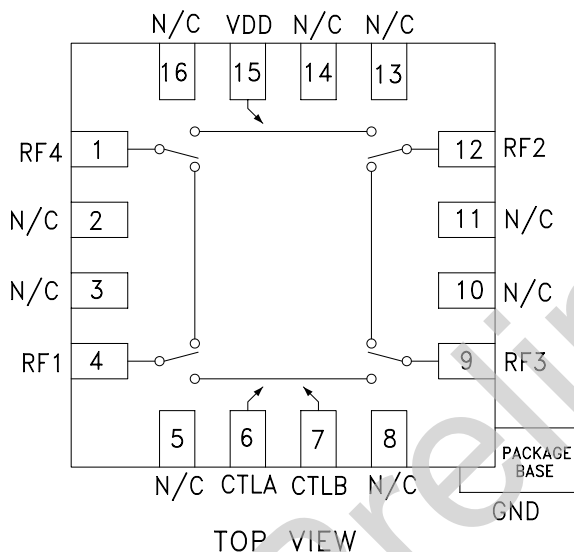 N/C VDD N/C N/C
16 15 14 13
RF4 1 12 RF2
N/C 2 11 N/C
N/C 3 10 N/C
RF1 4 9 RF3
5 6 7 8
N/C CTLA CTLB N/C
PACKAGE
BASE
GND
TOP VIEW
Prelin